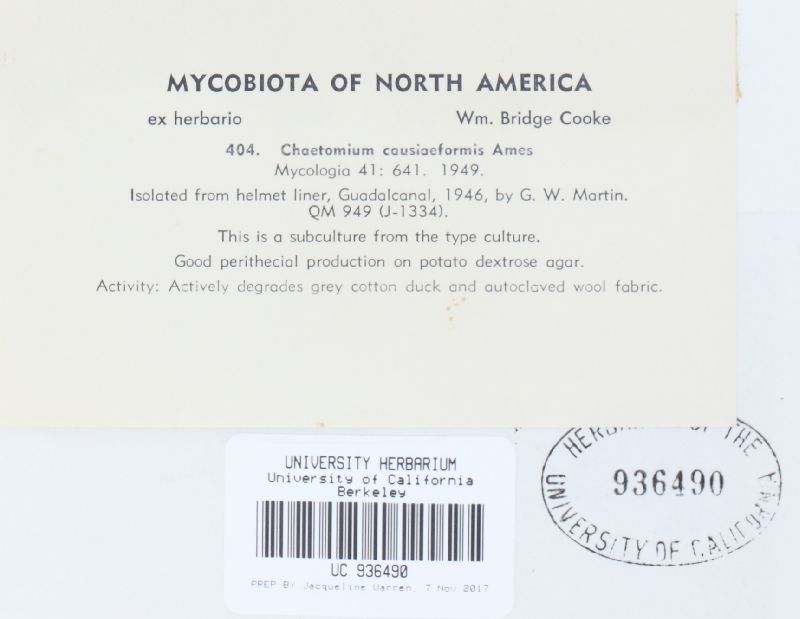 MYCOBIOTA OF NORTH AMERICA
ex herbario Wm. Bridge Cooke
404. Chaetomium causiaeformis Ames
Mycologia 41: 641. 1949.
Isolated from helmet liner, Guadalcanal, 1946, by G. W. Martin.
QM 949 (J-1334).
This is a subculture from the type culture.
Good perithecial production on potato dextrose agar.
Activity: Actively degrades grey cotton duck and autoclaved wool fabric.
UNIVERSITY HERBARIUM
University of California
Berkeley
UC 936490
PREP BY Jacqueline Warren, 7 Nov 2017
THE
936490
UNIVERSITY OF CALIFORNIA